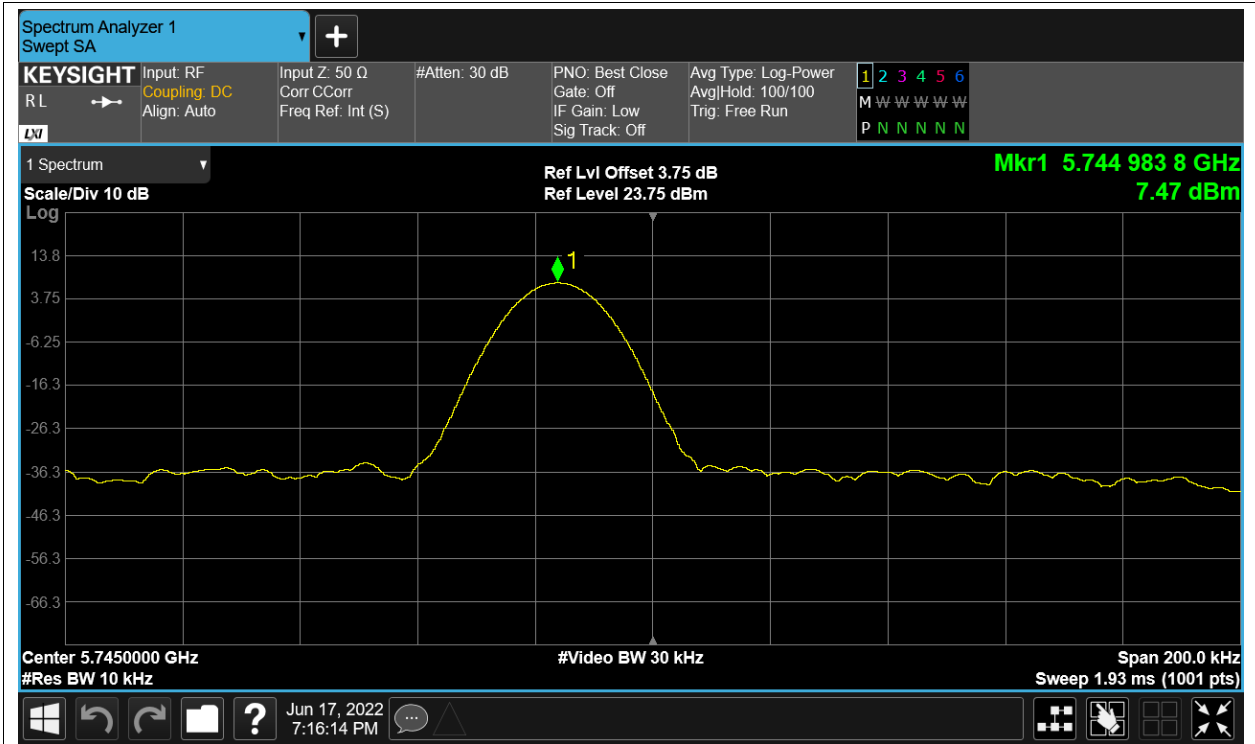 Spectrum Analyzer 1
Swept SA
+
KEYSIGHT
R L
LXI
Input: RF
Coupling: DC
Align: Auto
Input Z: 50 Ω
Corr CCorr
Freq Ref: Int (S)
#Atten: 30 dB
PNO: Best Close
Gate: Off
IF Gain: Low
Sig Track: Off
Avg Type: Log-Power
Avg|Hold: 100/100
Trig: Free Run
1 2 3 4 5 6
M W W W W W
P N N N N N
1 Spectrum
Scale/Div 10 dB
Log
Ref Lvl Offset 3.75 dB
Ref Level 23.75 dBm
Mkr1 5.744 983 8 GHz
7.47 dBm
1
13.8
3.75
-6.25
-16.3
-26.3
-36.3
-46.3
-56.3
-66.3
Center 5.7450000 GHz
#Res BW 10 kHz
#Video BW 30 kHz
Span 200.0 kHz
Sweep 1.93 ms (1001 pts)
?
Jun 17, 2022
7:16:14 PM